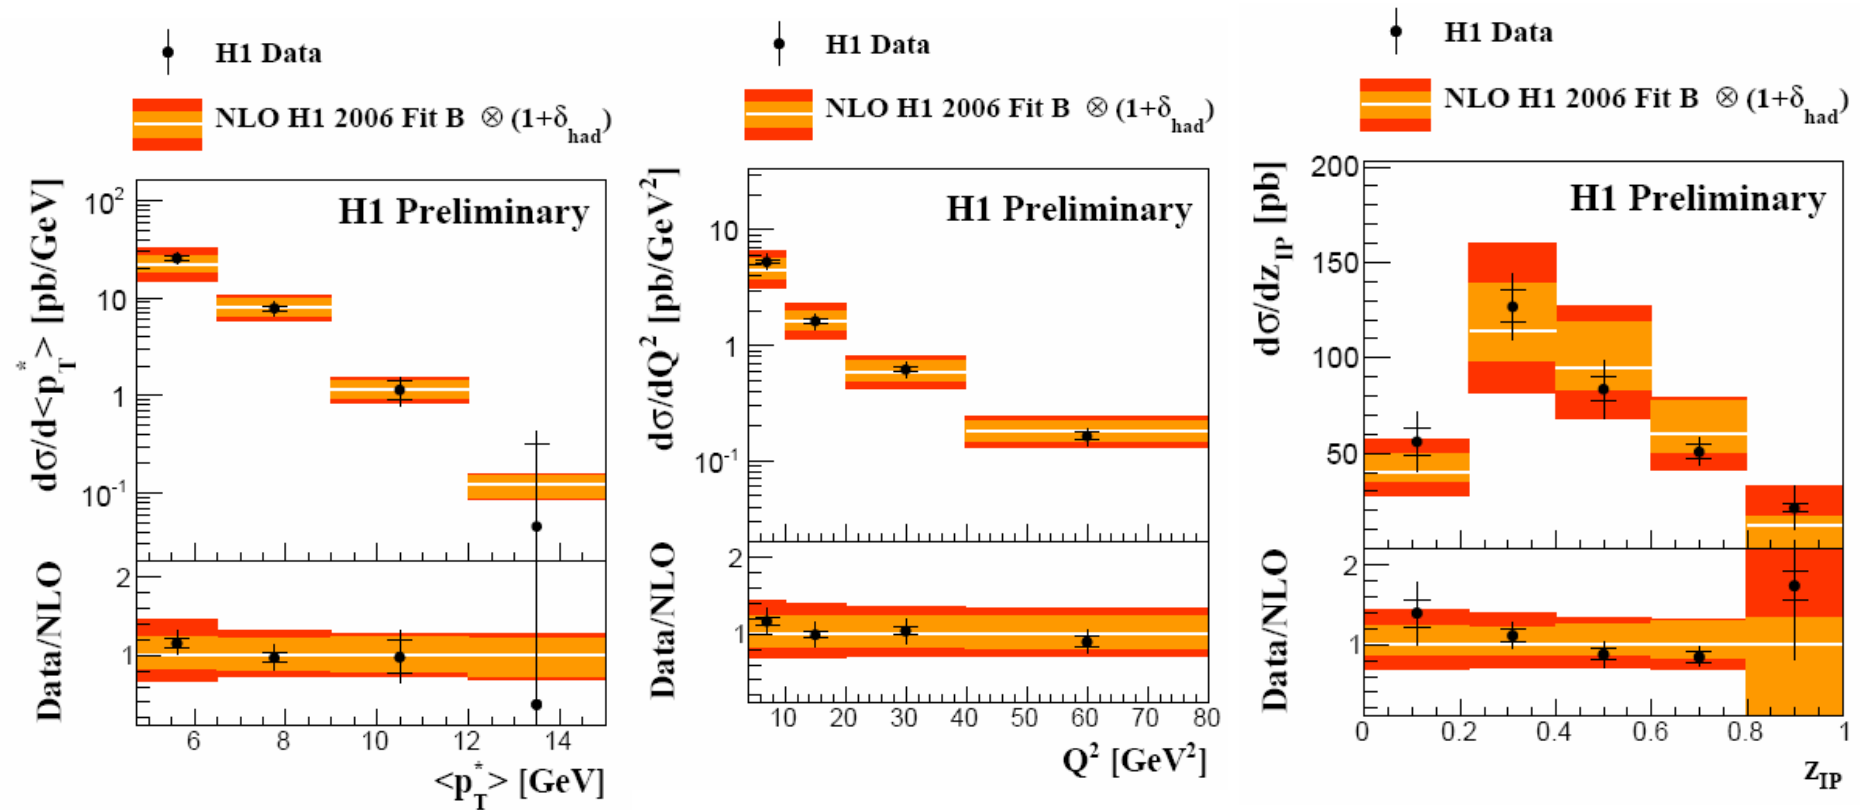 H1 Data
NLO H1 2006 Fit B ⊗ (1+δhad)
H1 Preliminary
dσ/d<p*T> [pb/GeV]
10²
10
1
10⁻¹
Data/NLO
2
1
6 8 10 12 14
<p*T> [GeV]
H1 Data
NLO H1 2006 Fit B ⊗ (1+δhad)
H1 Preliminary
dσ/dQ² [pb/GeV²]
10
1
10⁻¹
Data/NLO
2
1
10 20 30 40 50 60 70 80
Q² [GeV²]
H1 Data
NLO H1 2006 Fit B ⊗ (1+δhad)
H1 Preliminary
dσ/dzIP [pb]
200
150
100
50
Data/NLO
2
1
0 0.2 0.4 0.6 0.8 1
zIP